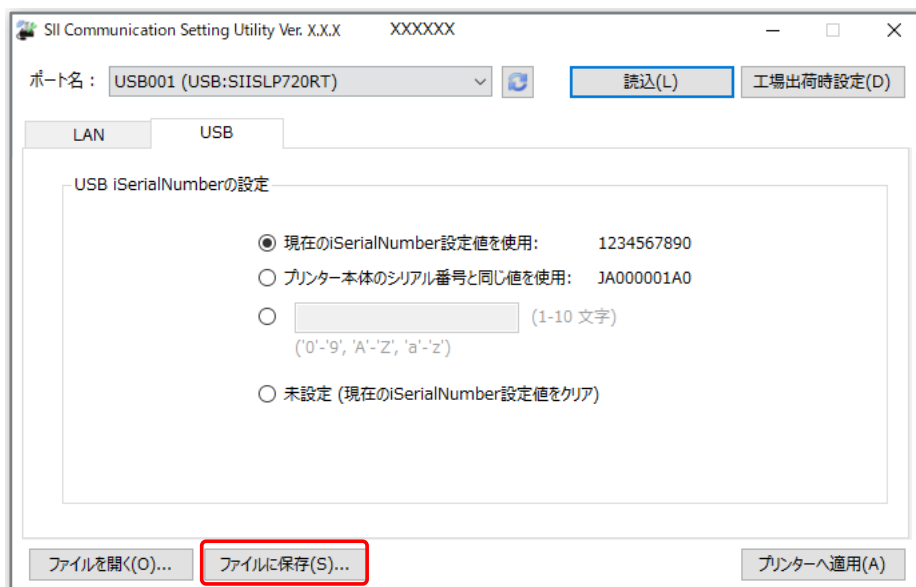 SII Communication Setting Utility Ver. X.X.X XXXXXX
ポート名： USB001 (USB:SIISLP720RT) 読込(L) 工場出荷時設定(D)
LAN USB
USB iSerialNumberの設定
現在のiSerialNumber設定値を使用: 1234567890
プリンター本体のシリアル番号と同じ値を使用: JA000001A0
(1-10 文字)
('0'-'9', 'A'-'Z', 'a'-'z')
未設定 (現在のiSerialNumber設定値をクリア)
ファイルを開く(O)... ファイルに保存(S)... プリンターへ適用(A)